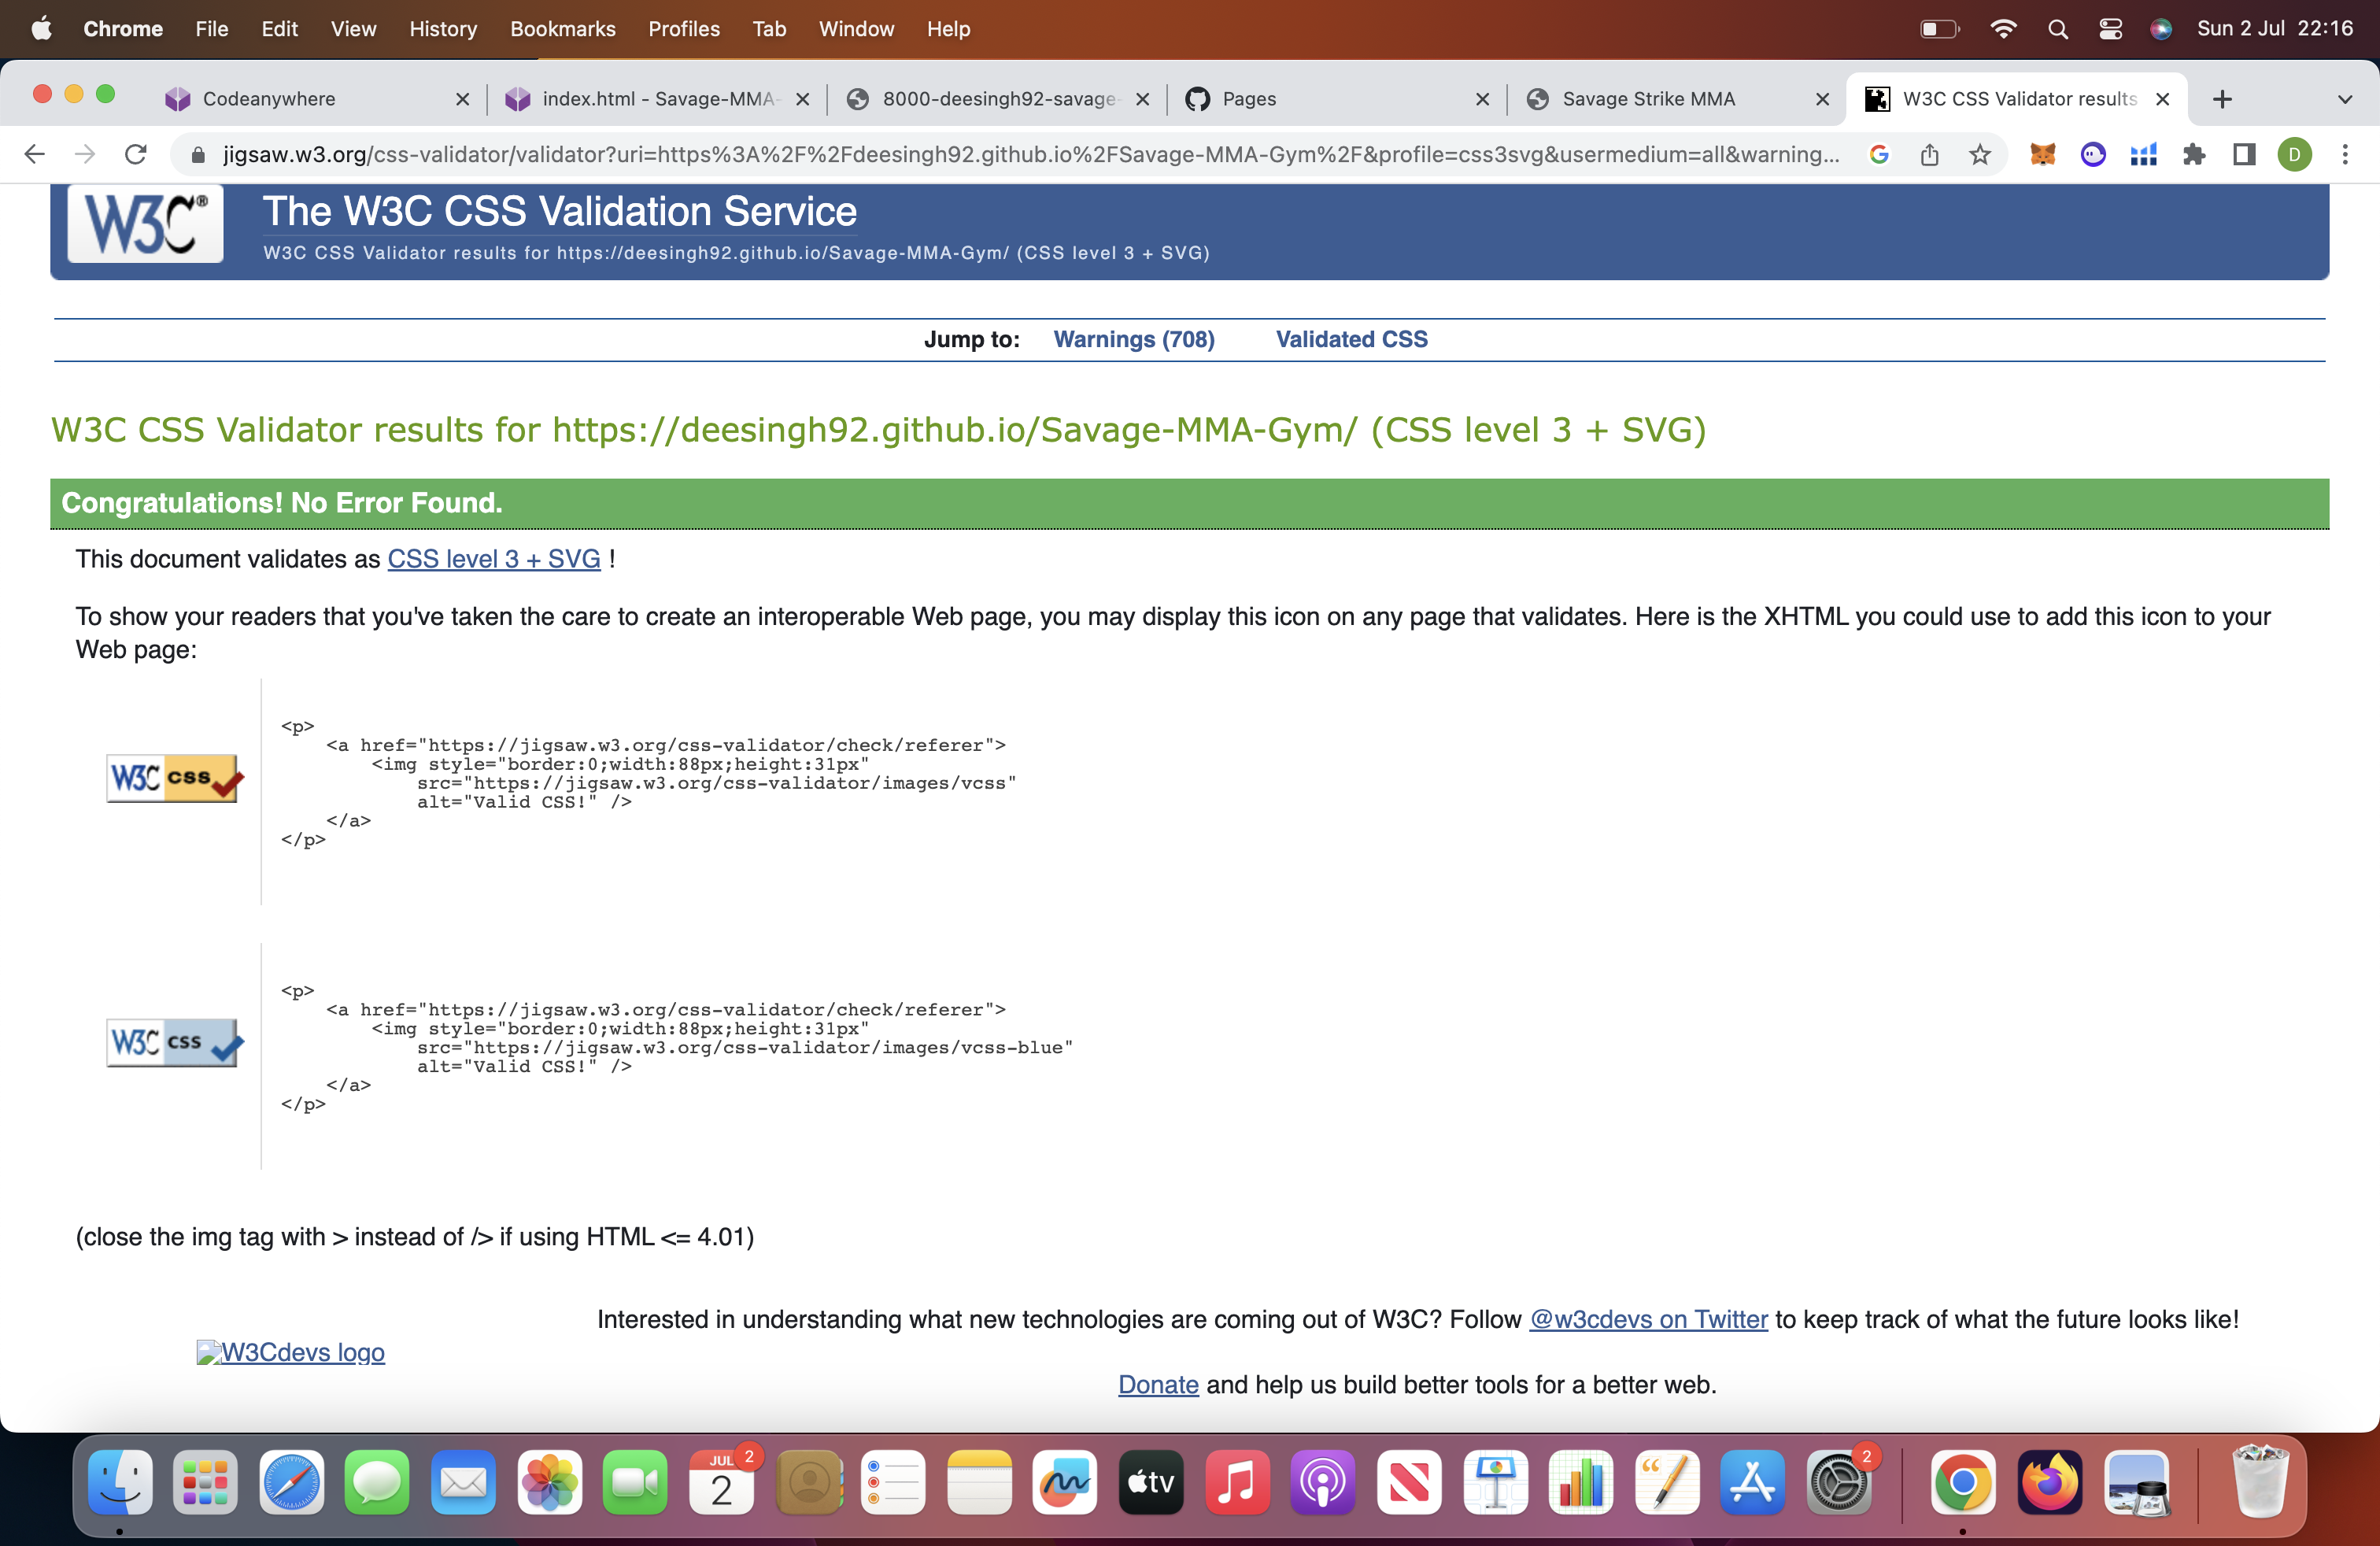 Chrome File Edit View History Bookmarks Profiles Tab Window Help Sun 2 Jul 22:16
Codeanywhere index.html - Savage-MMA- 8000-deesingh92-savage- Pages Savage Strike MMA W3C CSS Validator results
jigsaw.w3.org/css-validator/validator?uri=https%3A%2F%2Fdeesingh92.github.io%2FSavage-MMA-Gym%2F&profile=css3svg&usermedium=all&warning... D
W3C® The W3C CSS Validation Service
W3C CSS Validator results for https://deesingh92.github.io/Savage-MMA-Gym/ (CSS level 3 + SVG)
Jump to: Warnings (708) Validated CSS
W3C CSS Validator results for https://deesingh92.github.io/Savage-MMA-Gym/ (CSS level 3 + SVG)
Congratulations! No Error Found.
This document validates as CSS level 3 + SVG !
To show your readers that you've taken the care to create an interoperable Web page, you may display this icon on any page that validates. Here is the XHTML you could use to add this icon to your
Web page:
<p>
<a href="https://jigsaw.w3.org/css-validator/check/referer">
W3C css <img style="border:0;width:88px;height:31px"
src="https://jigsaw.w3.org/css-validator/images/vcss"
alt="Valid CSS!" />
</a>
</p>
<p>
<a href="https://jigsaw.w3.org/css-validator/check/referer">
W3C css <img style="border:0;width:88px;height:31px"
src="https://jigsaw.w3.org/css-validator/images/vcss-blue"
alt="Valid CSS!" />
</a>
</p>
(close the img tag with > instead of /> if using HTML <= 4.01)
Interested in understanding what new technologies are coming out of W3C? Follow @w3cdevs on Twitter to keep track of what the future looks like!
W3Cdevs logo
Donate and help us build better tools for a better web.
JUL 2 2 tv 2